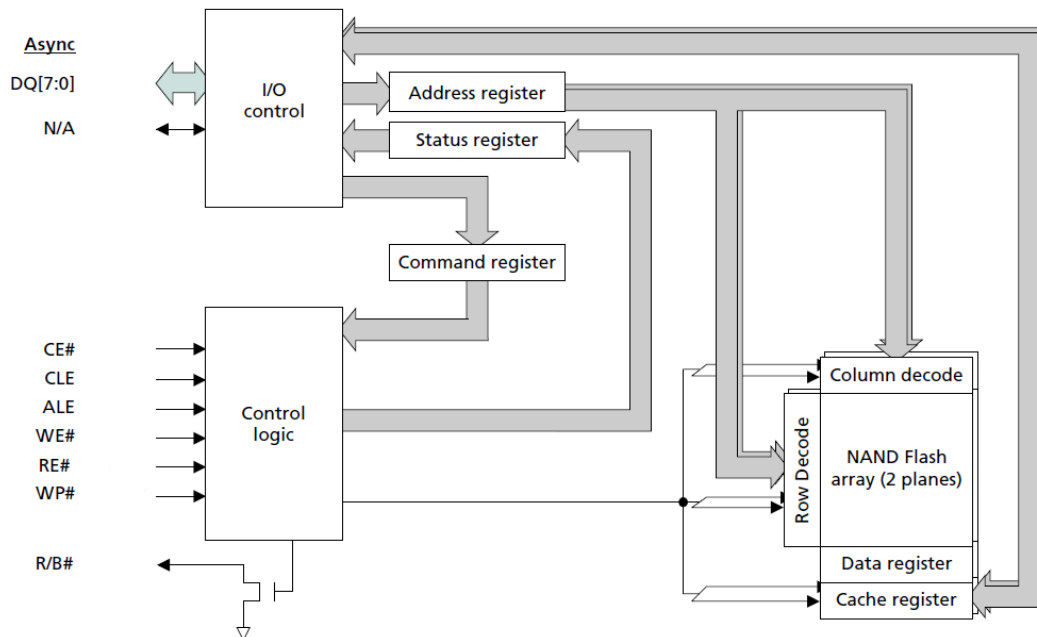 Async
DQ[7:0]
N/A
I/O
control
Address register
Status register
Command register
CE#
CLE
ALE
WE#
RE#
WP#
R/B#
Control
logic
Column decode
Row Decode
NAND Flash
array (2 planes)
Data register
Cache register